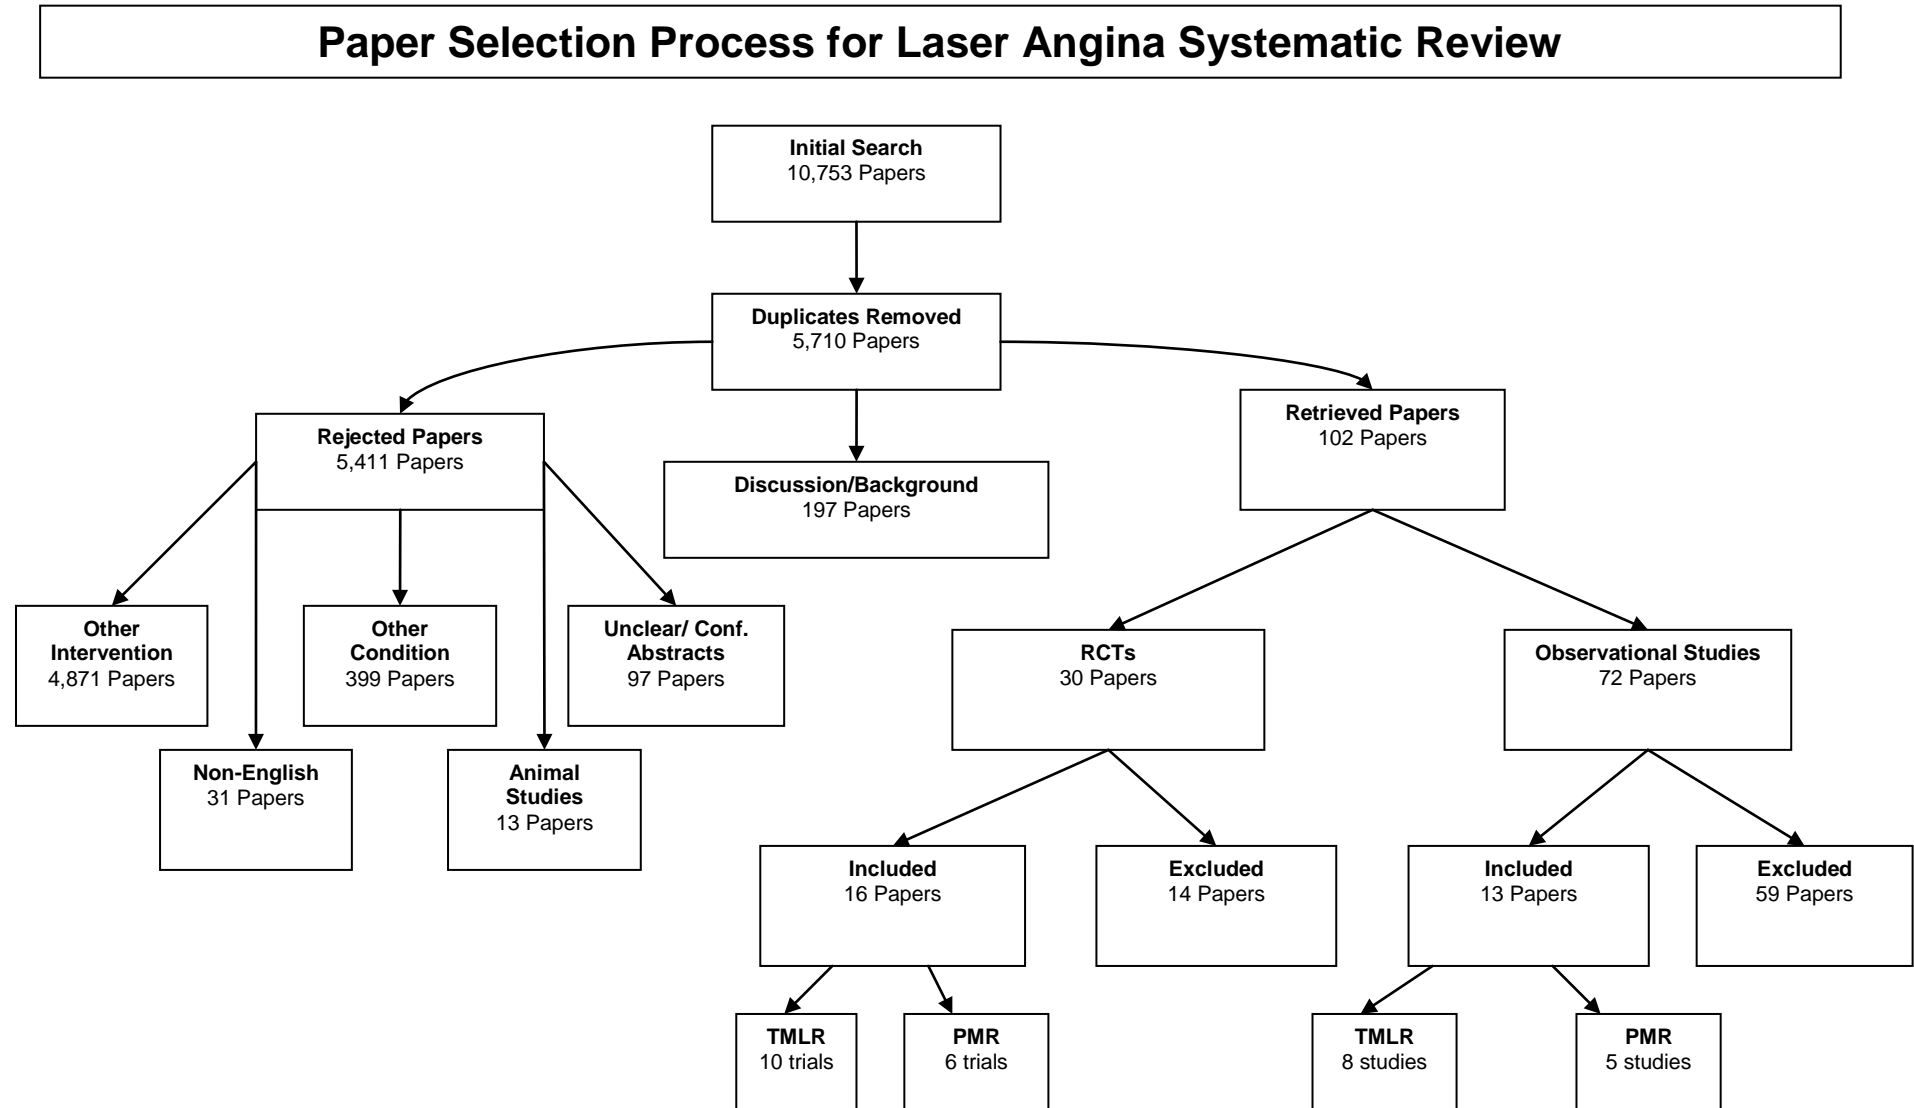 Paper Selection Process for Laser Angina Systematic Review
Initial Search
10,753 Papers
Duplicates Removed
5,710 Papers
Rejected Papers
5,411 Papers
Discussion/Background
197 Papers
Retrieved Papers
102 Papers
Other
Intervention
4,871 Papers
Other
Condition
399 Papers
Unclear/ Conf.
Abstracts
97 Papers
Non-English
31 Papers
Animal
Studies
13 Papers
RCTs
30 Papers
Observational Studies
72 Papers
Included
16 Papers
Excluded
14 Papers
Included
13 Papers
Excluded
59 Papers
TMLR
10 trials
PMR
6 trials
TMLR
8 studies
PMR
5 studies